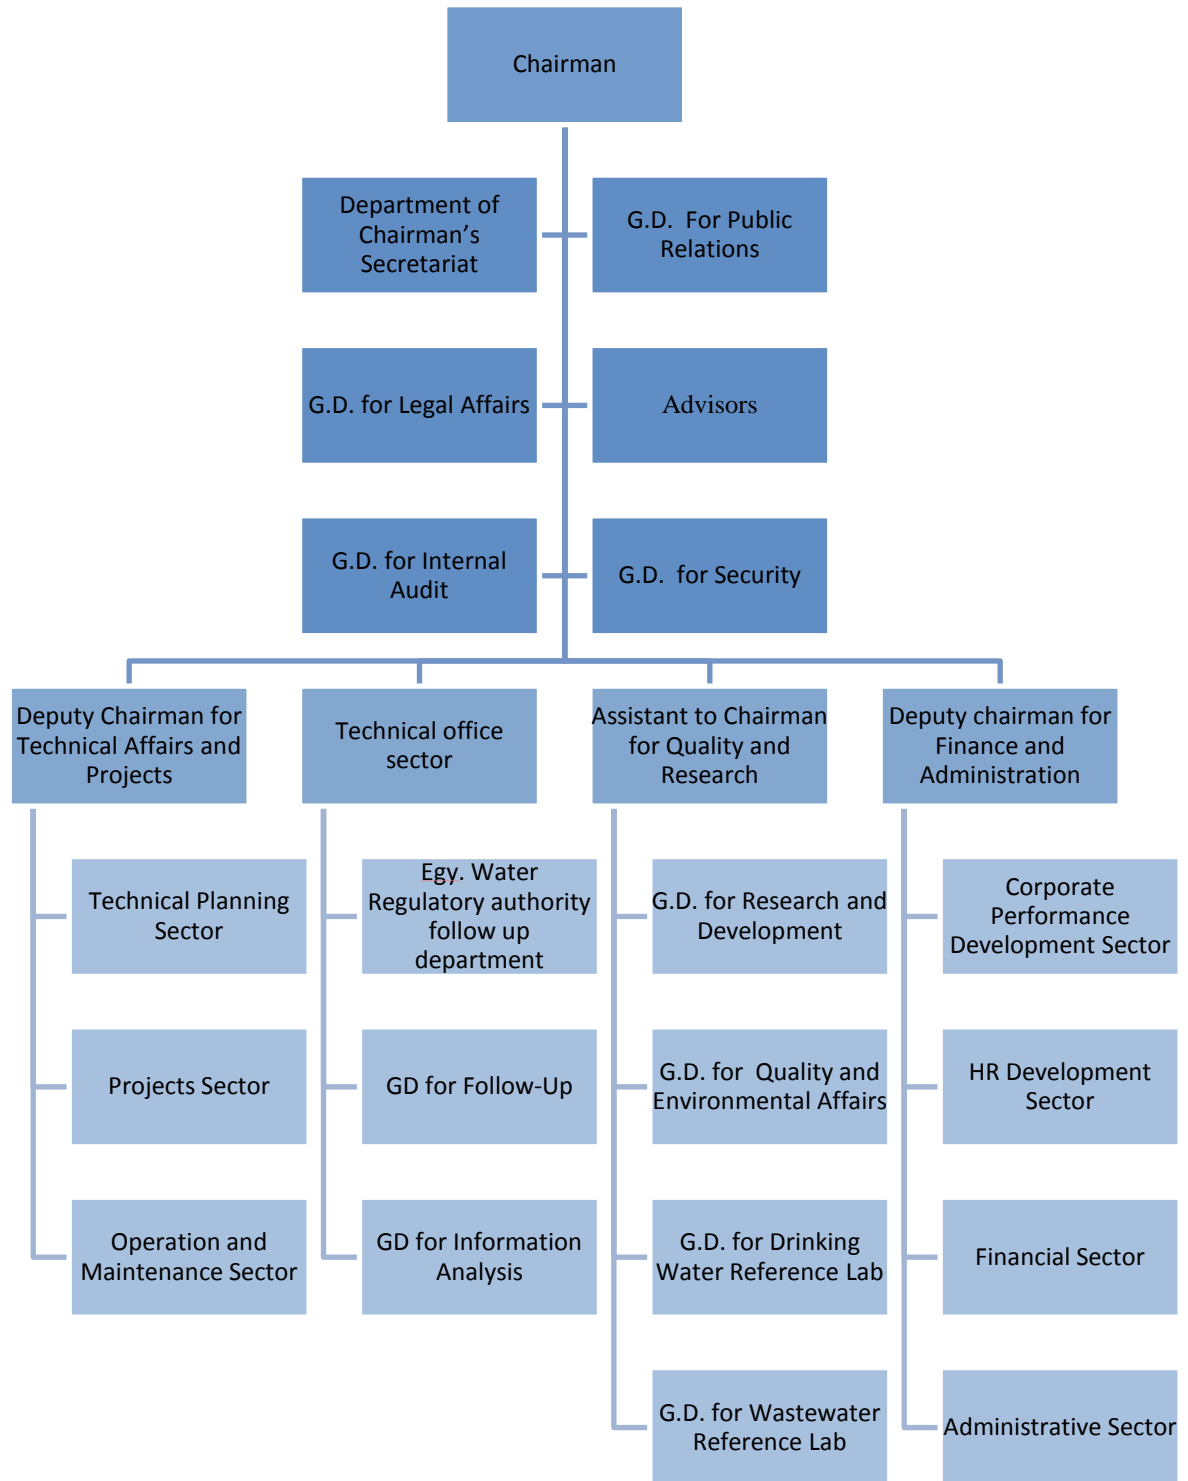 Chairman
Department of
Chairman’s
Secretariat
G.D.  For Public
Relations
G.D. for Legal Affairs
Advisors
G.D. for Internal
Audit
G.D.  for Security
Deputy Chairman for
Technical Affairs and
Projects
Technical office
sector
Assistant to Chairman
for Quality and
Research
Deputy chairman for
Finance and
Administration
Technical Planning
Sector
Egy. Water
Regulatory authority
follow up
department
G.D. for Research and
Development
Corporate
Performance
Development Sector
Projects Sector
GD for Follow-Up
G.D. for  Quality and
Environmental Affairs
HR Development
Sector
Operation and
Maintenance Sector
GD for Information
Analysis
G.D. for Drinking
Water Reference Lab
Financial Sector
G.D. for Wastewater
Reference Lab
Administrative Sector